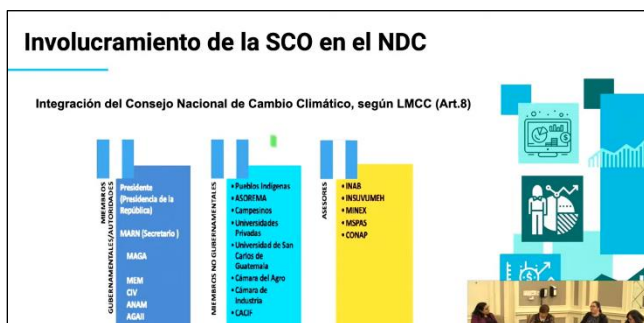 Involucramiento de la SCO en el NDC
Integración del Consejo Nacional de Cambio Climático, según LMCC (Art.8)
MIEMBROS
GUBERNAMENTALES/AUTORIDADES
Presidente
(Presidencia de la
República)
MARN (Secretario )
MAGA
MEM
CIV
ANAM
AGAII
MIEMBROS NO GUBERNAMENTALES
• Pueblos Indígenas
• ASOREMA
• Campesinos
• Universidades
Privadas
• Universidad de San
Carlos de
Guatemala
• Cámara del Agro
• Cámara de
Industria
• CACIF
ASESORES
• INAB
• INSUVUMEH
• MINEX
• MSPAS
• CONAP